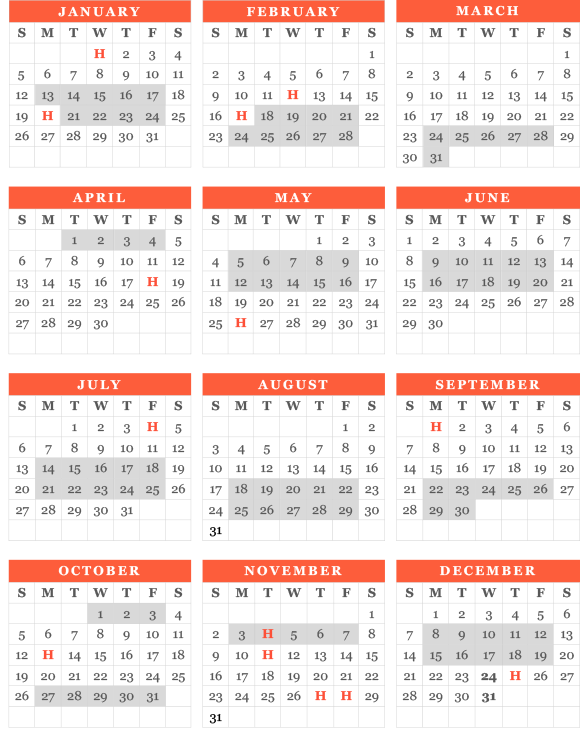 JANUARY
S M T W T F S
H 2 3 4
5 6 7 8 9 10 11
12 13 14 15 16 17 18
19 H 21 22 23 24 25
26 27 28 29 30 31
FEBRUARY
S M T W T F S
1
2 3 4 5 6 7 8
9 10 11 H 13 14 15
16 H 18 19 20 21 22
23 24 25 26 27 28
MARCH
S M T W T F S
1
2 3 4 5 6 7 8
9 10 11 12 13 14 15
16 17 18 19 20 21 22
23 24 25 26 27 28 29
30 31
APRIL
S M T W T F S
1 2 3 4 5
6 7 8 9 10 11 12
13 14 15 16 17 H 19
20 21 22 23 24 25 26
27 28 29 30
MAY
S M T W T F S
1 2 3
4 5 6 7 8 9 10
11 12 13 14 15 16 17
18 19 20 21 22 23 24
25 H 27 28 29 30 31
JUNE
S M T W T F S
1 2 3 4 5 6 7
8 9 10 11 12 13 14
15 16 17 18 19 20 21
22 23 24 25 26 27 28
29 30
JULY
S M T W T F S
1 2 3 H 5
6 7 8 9 10 11 12
13 14 15 16 17 18 19
20 21 22 23 24 25 26
27 28 29 30 31
AUGUST
S M T W T F S
1 2
3 4 5 6 7 8 9
10 11 12 13 14 15 16
17 18 19 20 21 22 23
24 25 26 27 28 29 30
31
SEPTEMBER
S M T W T F S
H 2 3 4 5 6
7 8 9 10 11 12 13
14 15 16 17 18 19 20
21 22 23 24 25 26 27
28 29 30
OCTOBER
S M T W T F S
1 2 3 4
5 6 7 8 9 10 11
12 H 14 15 16 17 18
19 20 21 22 23 24 25
26 27 28 29 30 31
NOVEMBER
S M T W T F S
1
2 3 H 5 6 7 8
9 10 H 12 13 14 15
16 17 18 19 20 21 22
23 24 25 26 H H 29
31
DECEMBER
S M T W T F S
1 2 3 4 5 6
7 8 9 10 11 12 13
14 15 16 17 18 19 20
21 22 23 24 H 26 27
28 29 30 31